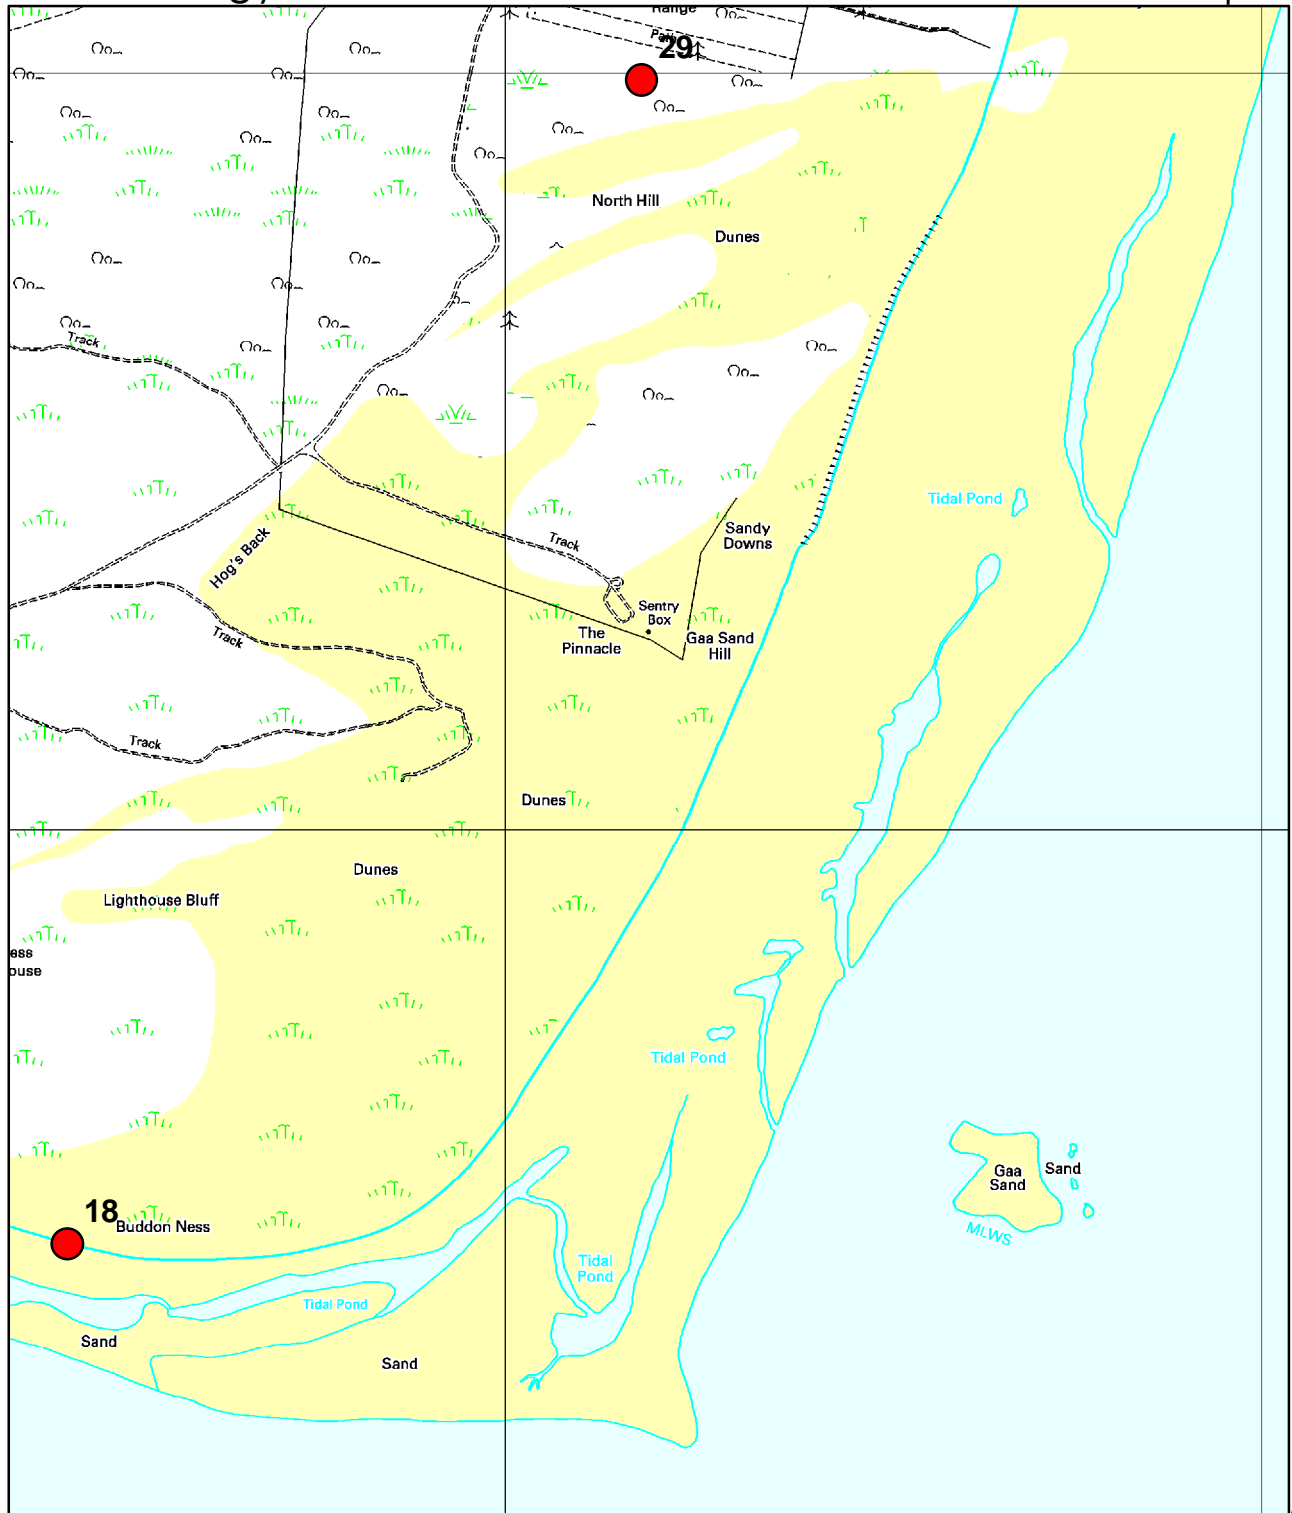 Range
Path
29
North Hill
Dunes
Track
Tidal Pond
Sandy
Downs
Track
Hog's Back
Sentry
Box
The
Pinnacle
Gaa Sand
Hill
Track
Track
Dunes
Dunes
Lighthouse Bluff
ess
ouse
Tidal Pond
Gaa
Sand
Sand
18
Buddon Ness
MLWS
Tidal
Pond
Tidal Pond
Sand
Sand